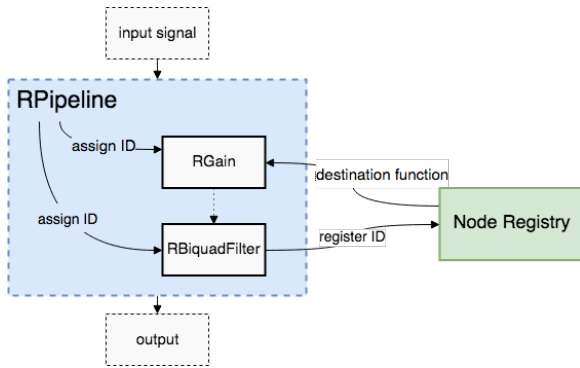 input signal
RPipeline
assign ID
RGain
destination function
assign ID
Node Registry
RBiquadFilter
register ID
output